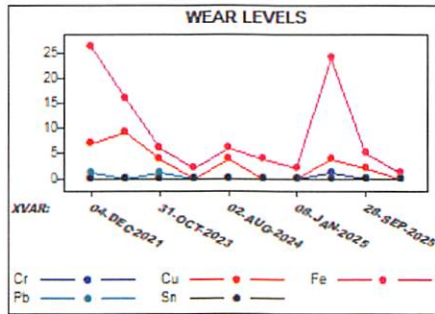 WEAR LEVELS
25
20
15
10
5
0
XVAR:
04-DEC-2021
31-OCT-2023
02-AUG-2024
08-JAN-2025
28-SEP-2025
Cr Cu Fe
Pb Sn